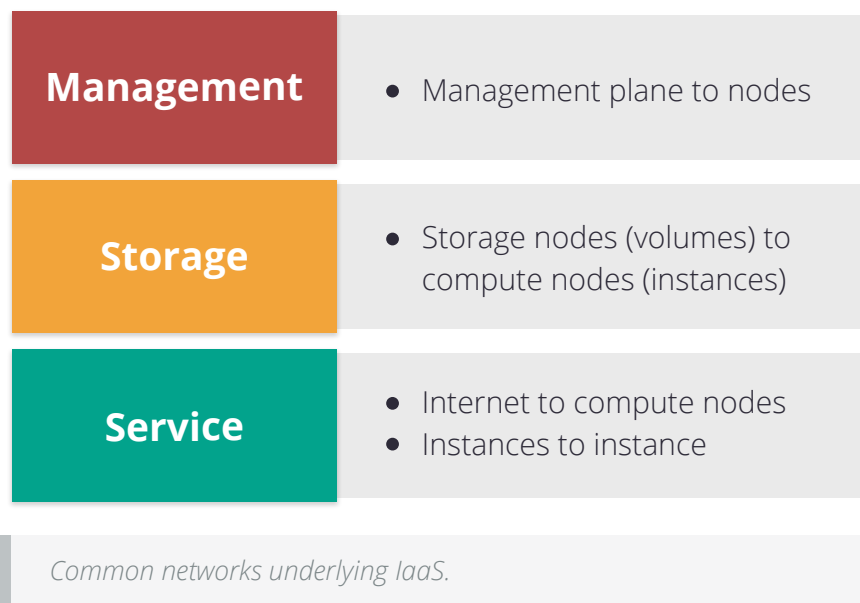 Management
● Management plane to nodes
Storage
● Storage nodes (volumes) to
compute nodes (instances)
Service
● Internet to compute nodes
● Instances to instance
Common networks underlying IaaS.